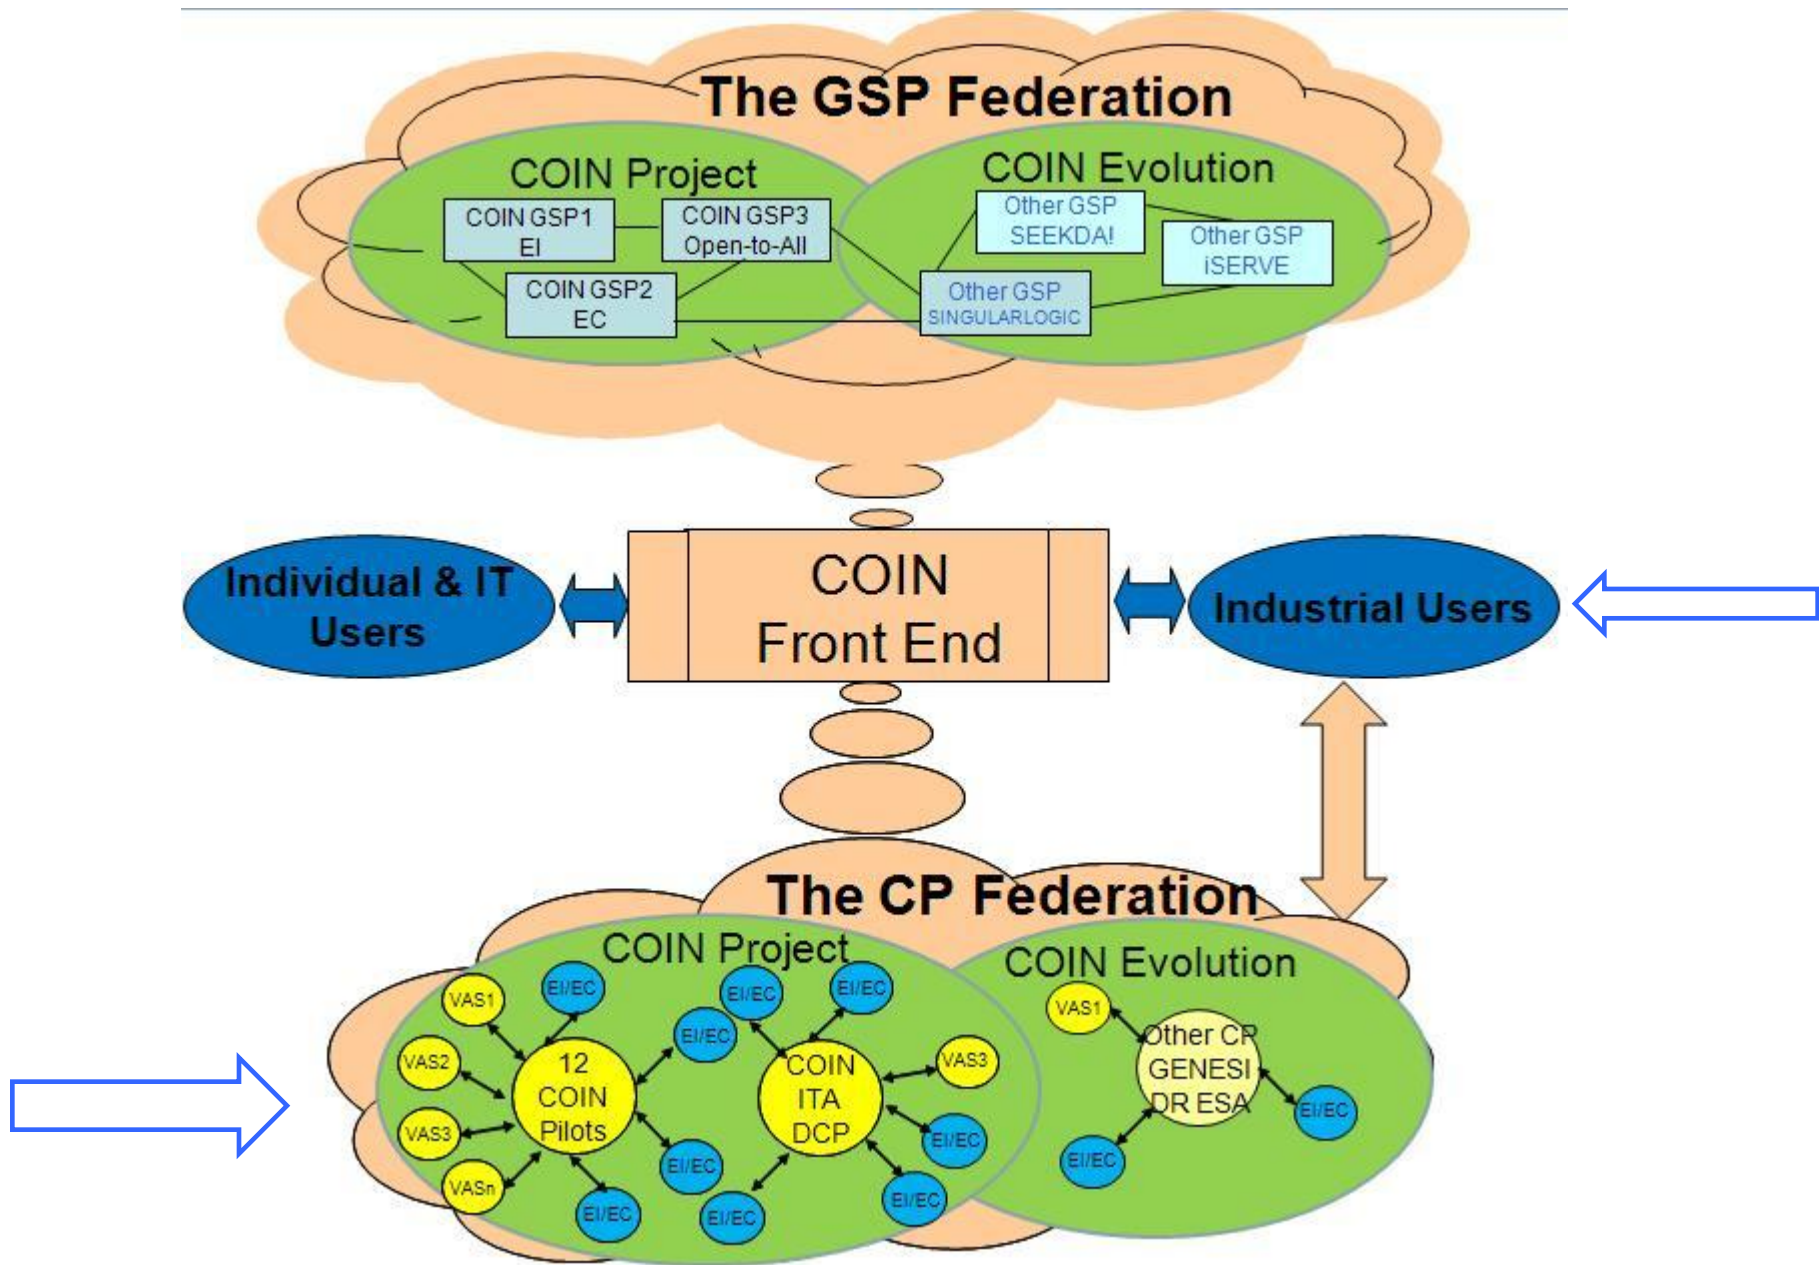 The GSP Federation
COIN Project
COIN Evolution
COIN GSP1
EI
COIN GSP3
Open-to-All
COIN GSP2
EC
Other GSP
SEEKDA!
Other GSP
iSERVE
Other GSP
SINGULARLOGIC
Individual & IT
Users
COIN
Front End
Industrial Users
The CP Federation
COIN Project
COIN Evolution
VAS1
EI/EC
EI/EC
EI/EC
EI/EC
VAS2
12
COIN
Pilots
COIN
ITA
DCP
VAS3
VAS3
VASn
EI/EC
EI/EC
EI/EC
EI/EC
EI/EC
VAS1
Other CP
GENESI
DR ESA
EI/EC
EI/EC